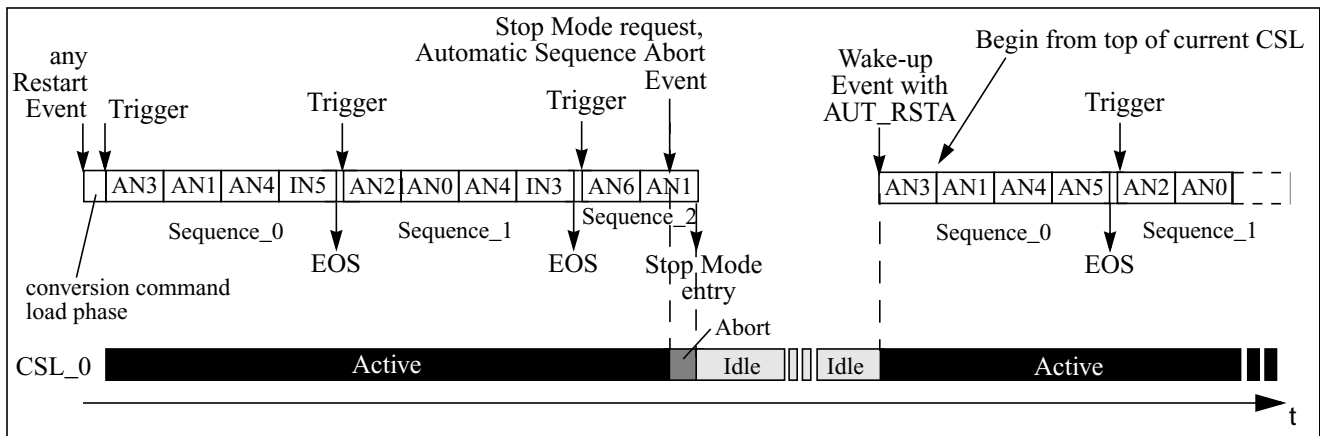 Stop Mode request,
Automatic Sequence Abort
Event
any
Restart
Event
Trigger
Trigger
Trigger
Wake-up
Event with
AUT_RSTA
Begin from top of current CSL
Trigger
AN3 AN1 AN4 IN5 AN21 AN0 AN4 IN3 AN6 AN1
AN3 AN1 AN4 AN5 AN2 AN0
Sequence_0
Sequence_1
Sequence_2
Sequence_0
Sequence_1
EOS
EOS
EOS
Stop Mode
entry
conversion command
load phase
Abort
CSL_0
Active
Idle
Idle
Active
t